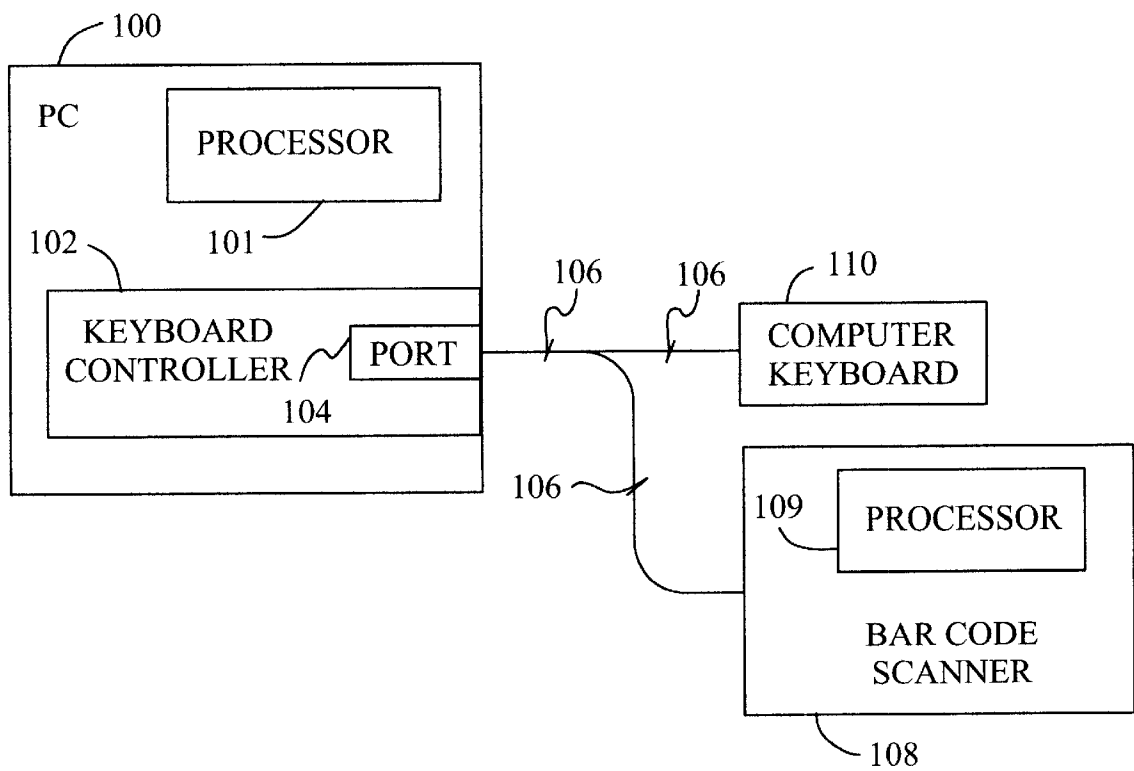 100
PC
PROCESSOR
101
102
KEYBOARD
CONTROLLER
PORT
104
106
106
110
COMPUTER
KEYBOARD
106
109
PROCESSOR
BAR CODE
SCANNER
108